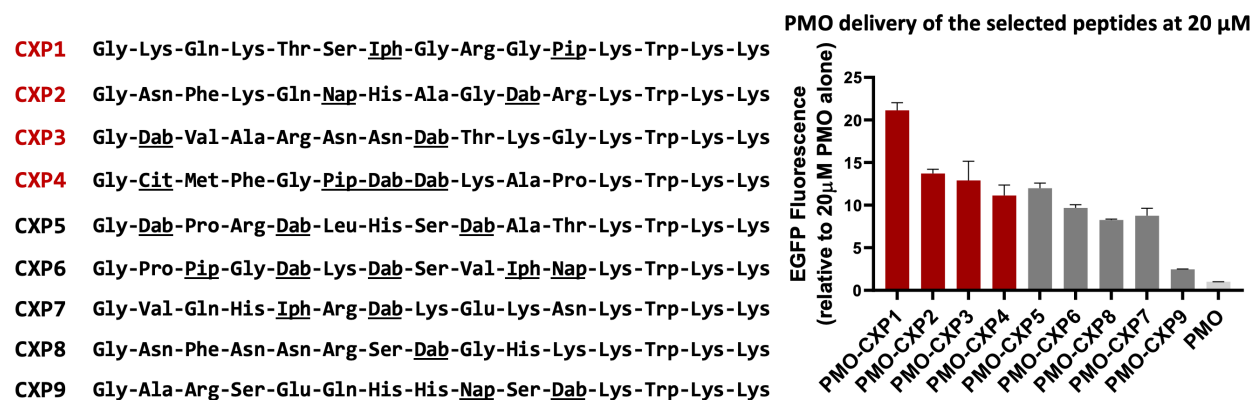 CXP1 Gly-Lys-Gln-Lys-Thr-Ser-Iph-Gly-Arg-Gly-Pip-Lys-Trp-Lys-Lys
CXP2 Gly-Asn-Phe-Lys-Gln-Nap-His-Ala-Gly-Dab-Arg-Lys-Trp-Lys-Lys
CXP3 Gly-Dab-Val-Ala-Arg-Asn-Asn-Dab-Thr-Lys-Gly-Lys-Trp-Lys-Lys
CXP4 Gly-Cit-Met-Phe-Gly-Pip-Dab-Dab-Lys-Ala-Pro-Lys-Trp-Lys-Lys
CXP5 Gly-Dab-Pro-Arg-Dab-Leu-His-Ser-Dab-Ala-Thr-Lys-Trp-Lys-Lys
CXP6 Gly-Pro-Pip-Gly-Dab-Lys-Dab-Ser-Val-Iph-Nap-Lys-Trp-Lys-Lys
CXP7 Gly-Val-Gln-His-Iph-Arg-Dab-Lys-Glu-Lys-Asn-Lys-Trp-Lys-Lys
CXP8 Gly-Asn-Phe-Asn-Asn-Arg-Ser-Dab-Gly-His-Lys-Lys-Trp-Lys-Lys
CXP9 Gly-Ala-Arg-Ser-Glu-Gln-His-His-Nap-Ser-Dab-Lys-Trp-Lys-Lys
PMO delivery of the selected peptides at 20 µM
EGFP Fluorescence
(relative to 20µM PMO alone)
25
20
15
10
5
0
PMO-CXP1
PMO-CXP2
PMO-CXP3
PMO-CXP4
PMO-CXP5
PMO-CXP6
PMO-CXP8
PMO-CXP7
PMO-CXP9
PMO